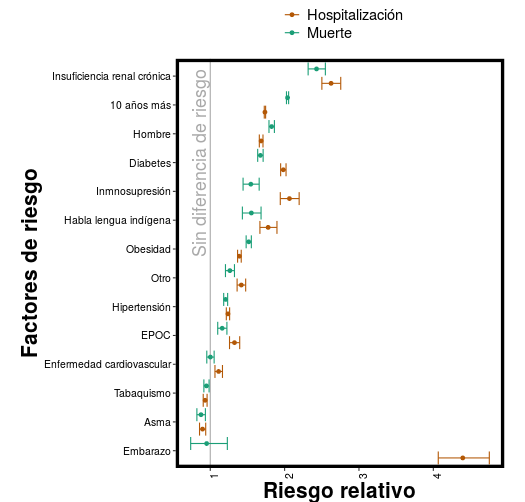 Hospitalización
Muerte
Factores de riesgo
Insuficiencia renal crónica
10 años más
Hombre
Diabetes
Inmnosupresión
Habla lengua indígena
Obesidad
Otro
Hipertensión
EPOC
Enfermedad cardiovascular
Tabaquismo
Asma
Embarazo
Sin diferencia de riesgo
1
2
3
4
Riesgo relativo